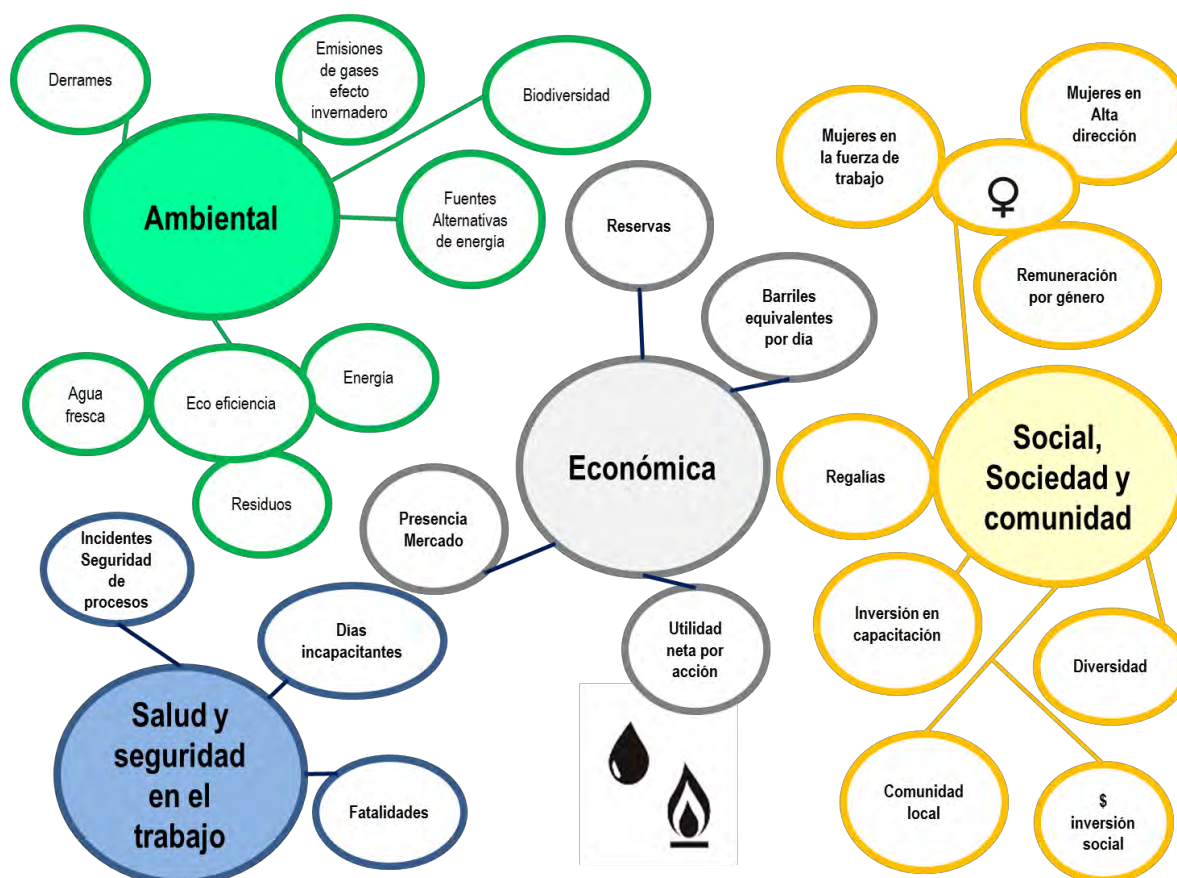 Derrames
Emisiones
de gases
efecto
invernadero
Biodiversidad
Ambiental
Fuentes
Alternativas
de energía
Agua
fresca
Eco eficiencia
Energía
Residuos
Reservas
Barriles
equivalentes
por día
Económica
Presencia
Mercado
Utilidad
neta por
acción
Mujeres en
la fuerza de
trabajo
Mujeres en
Alta
dirección
♀
Remuneración
por género
Social,
Sociedad y
comunidad
Regalías
Inversión en
capacitación
Diversidad
Comunidad
local
$
inversión
social
Incidentes
Seguridad
de
procesos
Días
incapacitantes
Salud y
seguridad
en el
trabajo
Fatalidades